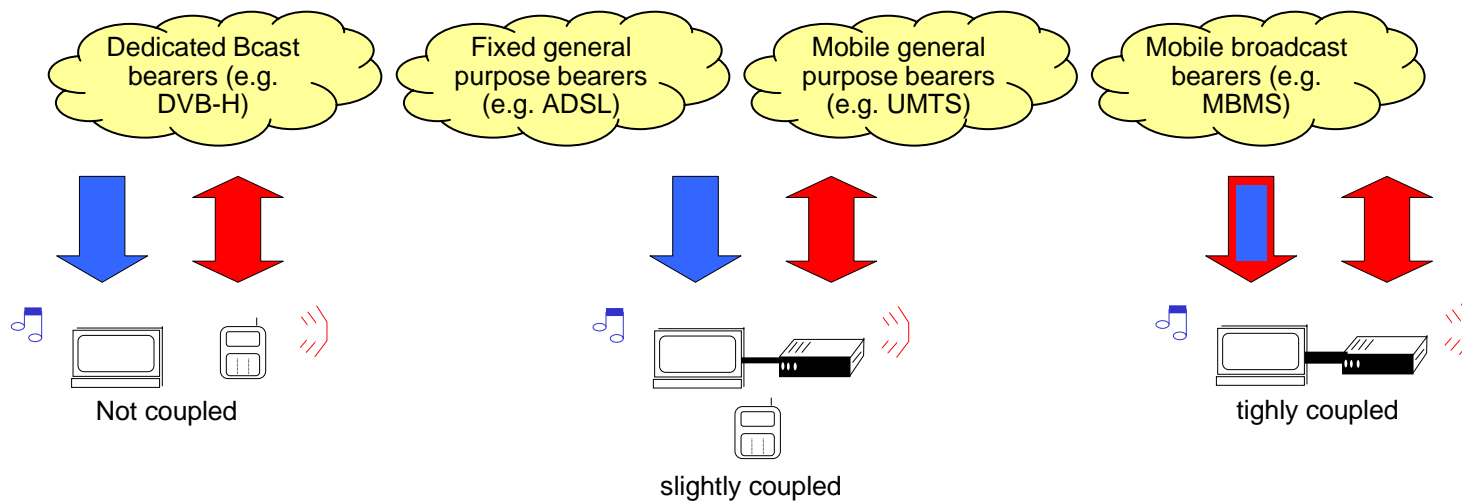 Dedicated Bcast
bearers (e.g.
DVB-H)
Fixed general
purpose bearers
(e.g. ADSL)
Mobile general
purpose bearers
(e.g. UMTS)
Mobile broadcast
bearers (e.g.
MBMS)
Not coupled
slightly coupled
tighly coupled